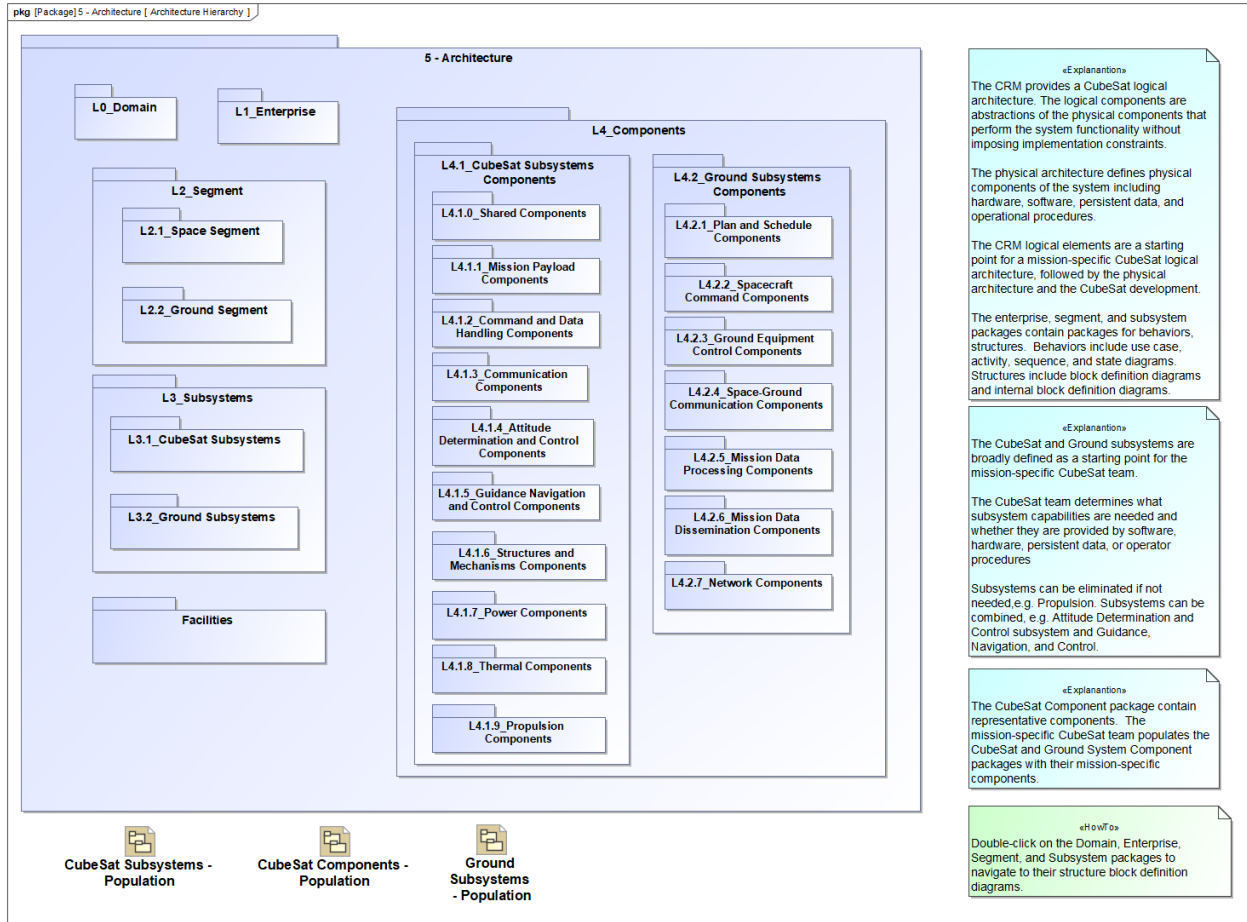 pkg [Package] 5 - Architecture [ Architecture Hierarchy ]
5 - Architecture
L0_Domain
L1_Enterprise
L2_Segment
L2.1_Space Segment
L2.2_Ground Segment
L3_Subsystems
L3.1_CubeSat Subsystems
L3.2_Ground Subsystems
Facilities
L4_Components
L4.1_CubeSat Subsystems
Components
L4.1.0_Shared Components
L4.1.1_Mission Payload
Components
L4.1.2_Command and Data
Handling Components
L4.1.3_Communication
Components
L4.1.4_Attitude
Determination and Control
Components
L4.1.5_Guidance Navigation
and Control Components
L4.1.6_Structures and
Mechanisms Components
L4.1.7_Power Components
L4.1.8_Thermal Components
L4.1.9_Propulsion
Components
L4.2_Ground Subsystems
Components
L4.2.1_Plan and Schedule
Components
L4.2.2_Spacecraft
Command Components
L4.2.3_Ground Equipment
Control Components
L4.2.4_Space-Ground
Communication Components
L4.2.5_Mission Data
Processing Components
L4.2.6_Mission Data
Dissemination Components
L4.2.7_Network Components
CubeSat Subsystems -
Population
CubeSat Components -
Population
Ground
Subsystems
- Population
«Explanantion»
The CRM provides a CubeSat logical
architecture. The logical components are
abstractions of the physical components that
perform the system functionality without
imposing implementation constraints.
The physical architecture defines physical
components of the system including
hardware, software, persistent data, and
operational procedures.
The CRM logical elements are a starting
point for a mission-specific CubeSat logical
architecture, followed by the physical
architecture and the CubeSat development.
The enterprise, segment, and subsystem
packages contain packages for behaviors,
structures.  Behaviors include use case,
activity, sequence, and state diagrams.
Structures include block definition diagrams
and internal block definition diagrams.
«Explanantion»
The CubeSat and Ground subsystems are
broadly defined as a starting point for the
mission-specific CubeSat team.
The CubeSat team determines what
subsystem capabilities are needed and
whether they are provided by software,
hardware, persistent data, or operator
procedures
Subsystems can be eliminated if not
needed,e.g. Propulsion. Subsystems can be
combined, e.g. Attitude Determination and
Control subsystem and Guidance,
Navigation, and Control.
«Explanantion»
The CubeSat Component package contain
representative components.  The
mission-specific CubeSat team populates the
CubeSat and Ground System Component
packages with their mission-specific
components.
«HowTo»
Double-click on the Domain, Enterprise,
Segment, and Subsystem packages to
navigate to their structure block definition
diagrams.